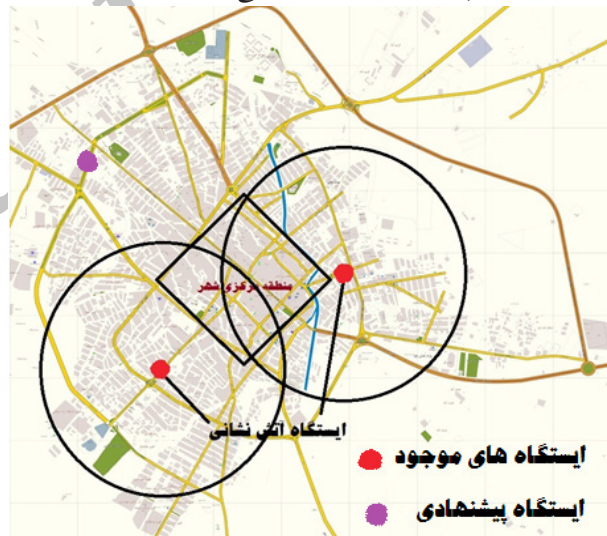 منطقه مرکزی شهر
ایستگاه آتش نشانی
ایستگاه های موجود
ایستگاه پیشنهادی